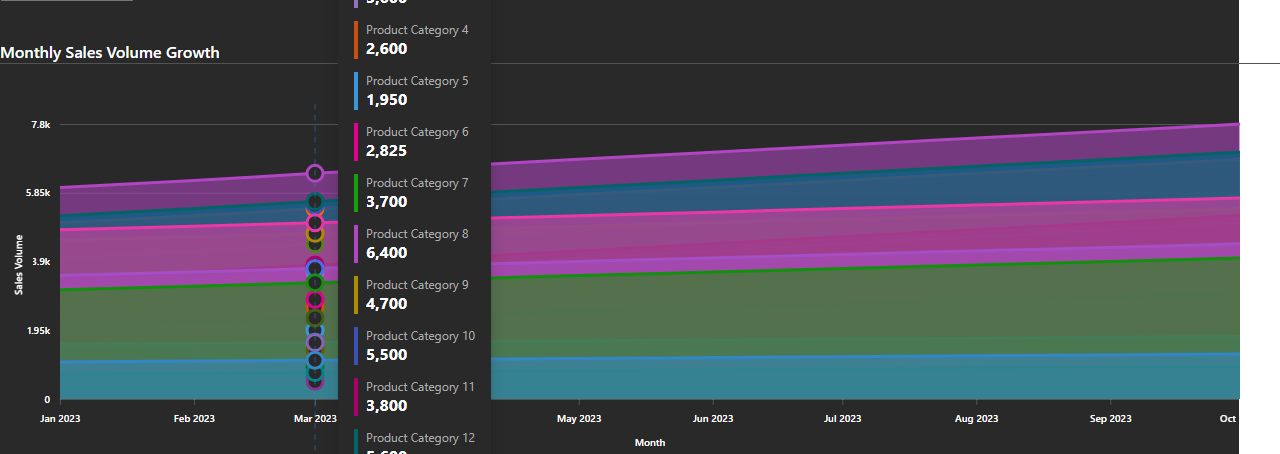 Monthly Sales Volume Growth
Product Category 4
2,600
Product Category 5
1,950
Product Category 6
2,825
Product Category 7
3,700
Product Category 8
6,400
Product Category 9
4,700
Product Category 10
5,500
Product Category 11
3,800
Product Category 12
7.8k
5.85k
3.9k
1.95k
0
Sales Volume
Jan 2023
Feb 2023
Mar 2023
May 2023
Jun 2023
Jul 2023
Aug 2023
Sep 2023
Oct
Month